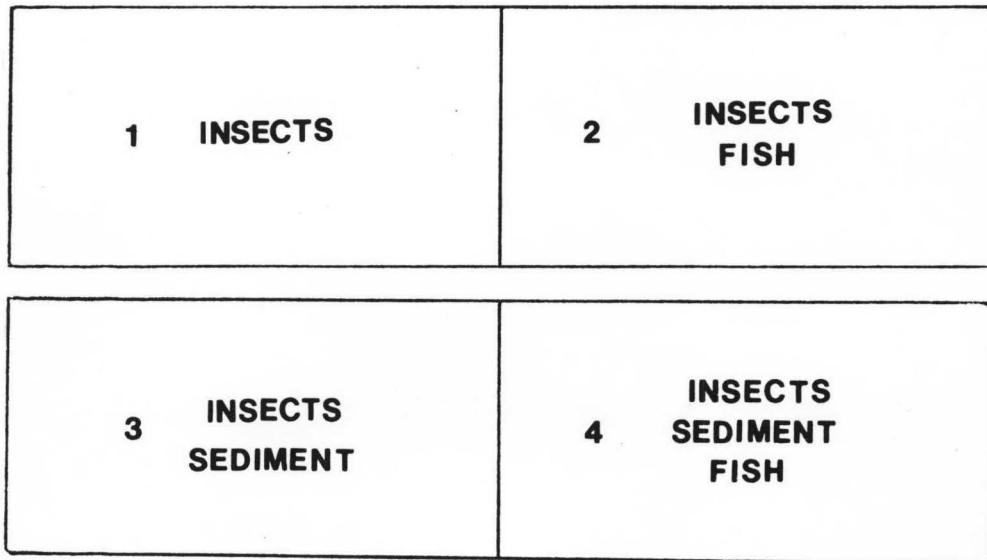 1 INSECTS
2 INSECTS
FISH
3 INSECTS
SEDIMENT
4 INSECTS
SEDIMENT
FISH